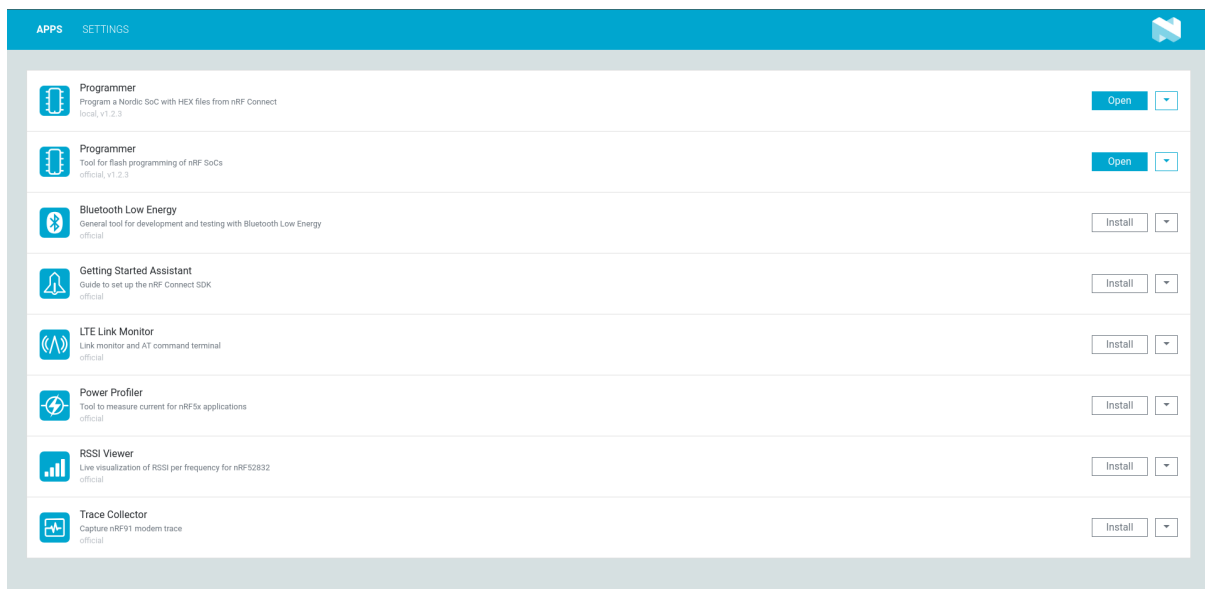 APPS SETTINGS
Programmer
Program a Nordic SoC with HEX files from nRF Connect
local, v1.2.3
Open
Programmer
Tool for flash programming of nRF SoCs
official, v1.2.3
Open
Bluetooth Low Energy
General tool for development and testing with Bluetooth Low Energy
official
Install
Getting Started Assistant
Guide to set up the nRF Connect SDK
official
Install
LTE Link Monitor
Link monitor and AT command terminal
official
Install
Power Profiler
Tool to measure current for nRF5x applications
official
Install
RSSI Viewer
Live visualization of RSSI per frequency for nRF52832
official
Install
Trace Collector
Capture nRF91 modem trace
official
Install